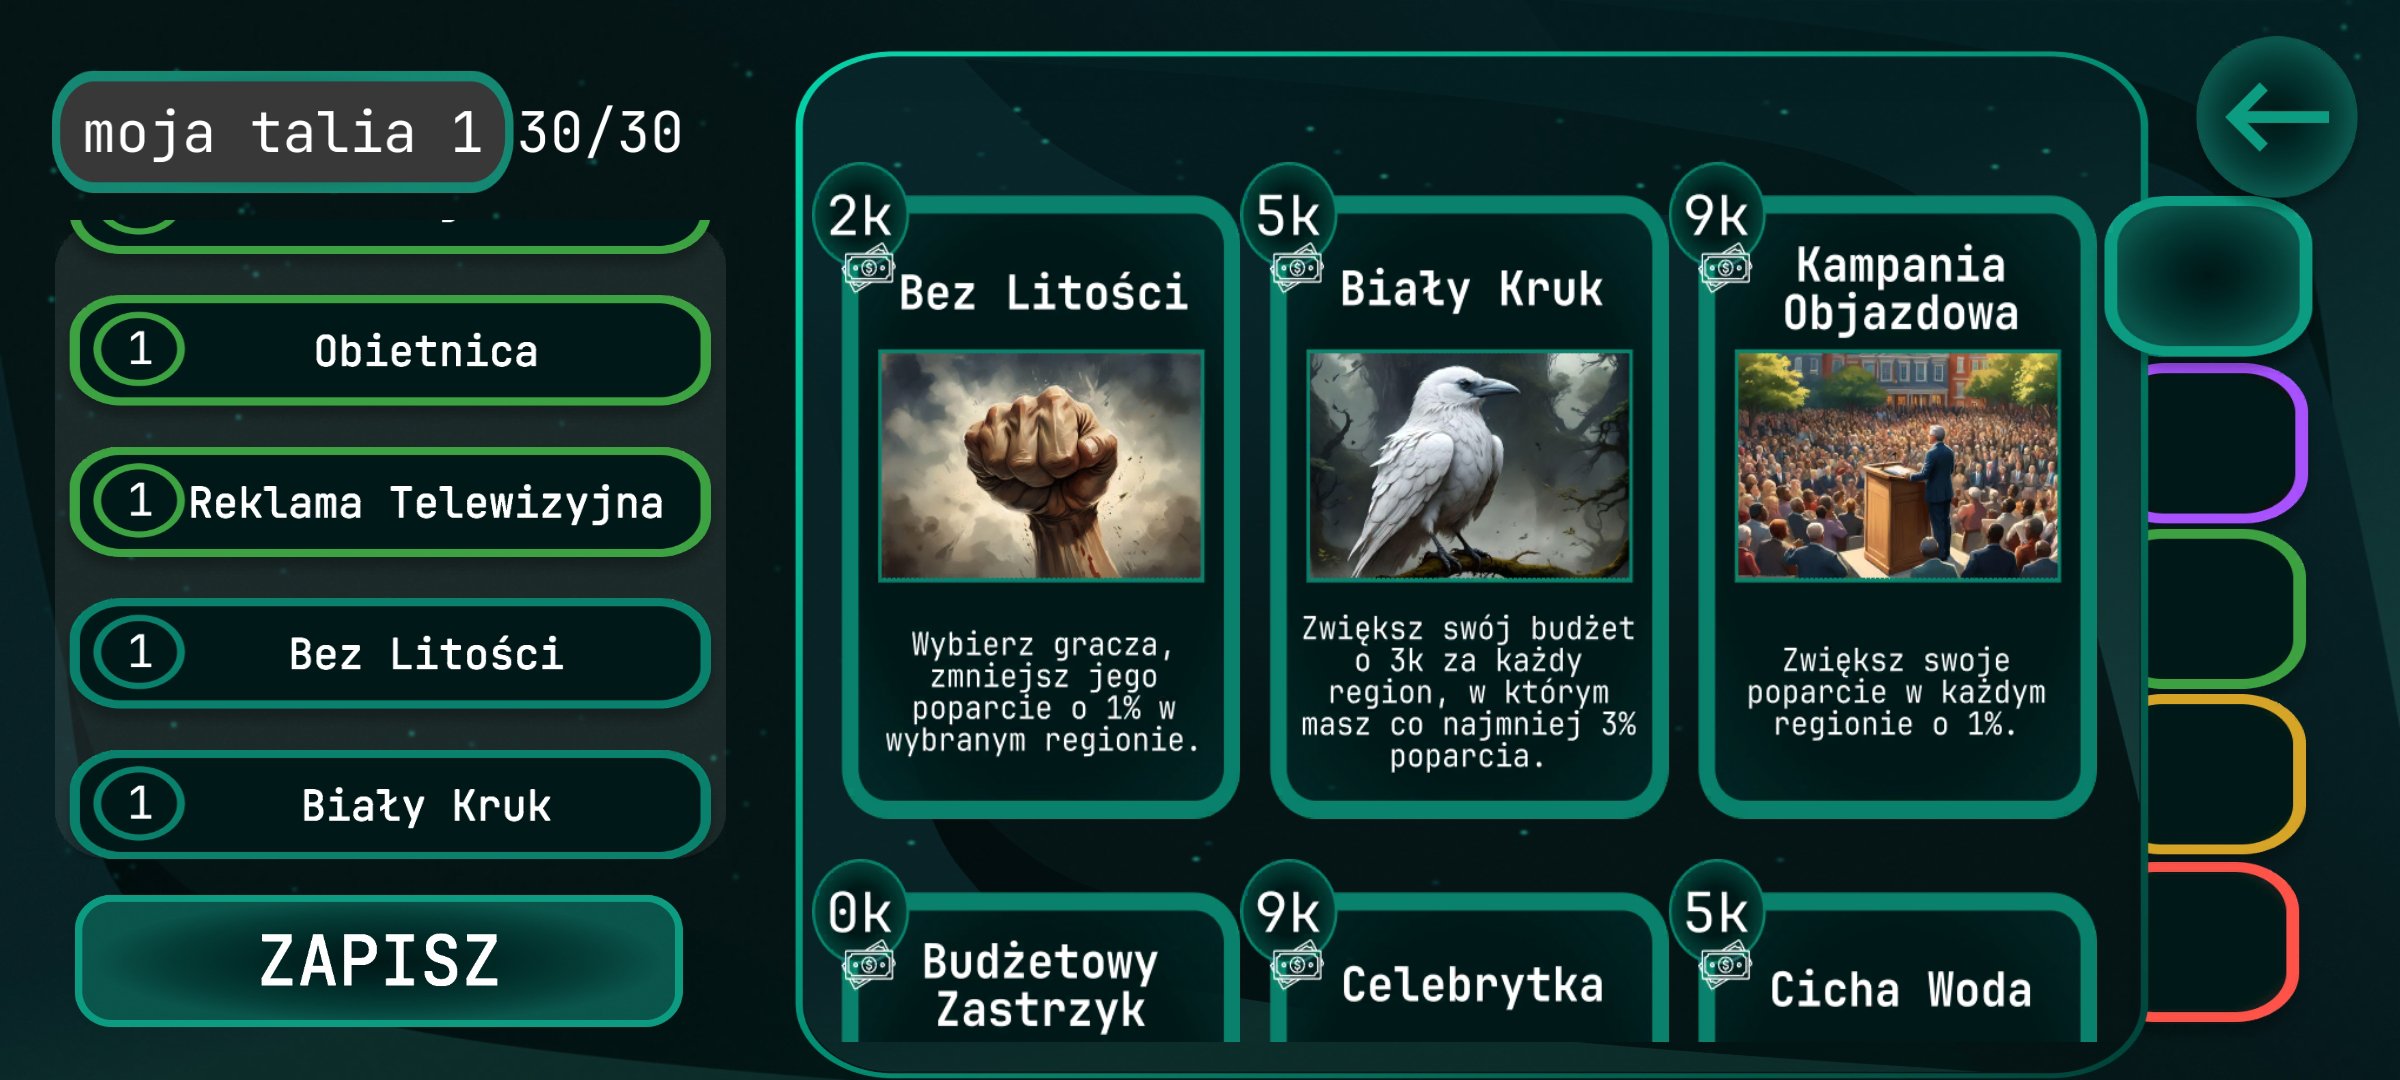 moja talia 1
30/30
1 Obietnica
1 Reklama Telewizyjna
1 Bez Litości
1 Biały Kruk
ZAPISZ
2k
Bez Litości
Wybierz gracza,
zmniejsz jego
poparcie o 1% w
wybranym regionie.
5k
Biały Kruk
Zwiększ swój budżet
o 3k za każdy
region, w którym
masz co najmniej 3%
poparcia.
9k
Kampania
Objazdowa
Zwiększ swoje
poparcie w każdym
regionie o 1%.
0k
Budżetowy
Zastrzyk
9k
Celebrytka
5k
Cicha Woda